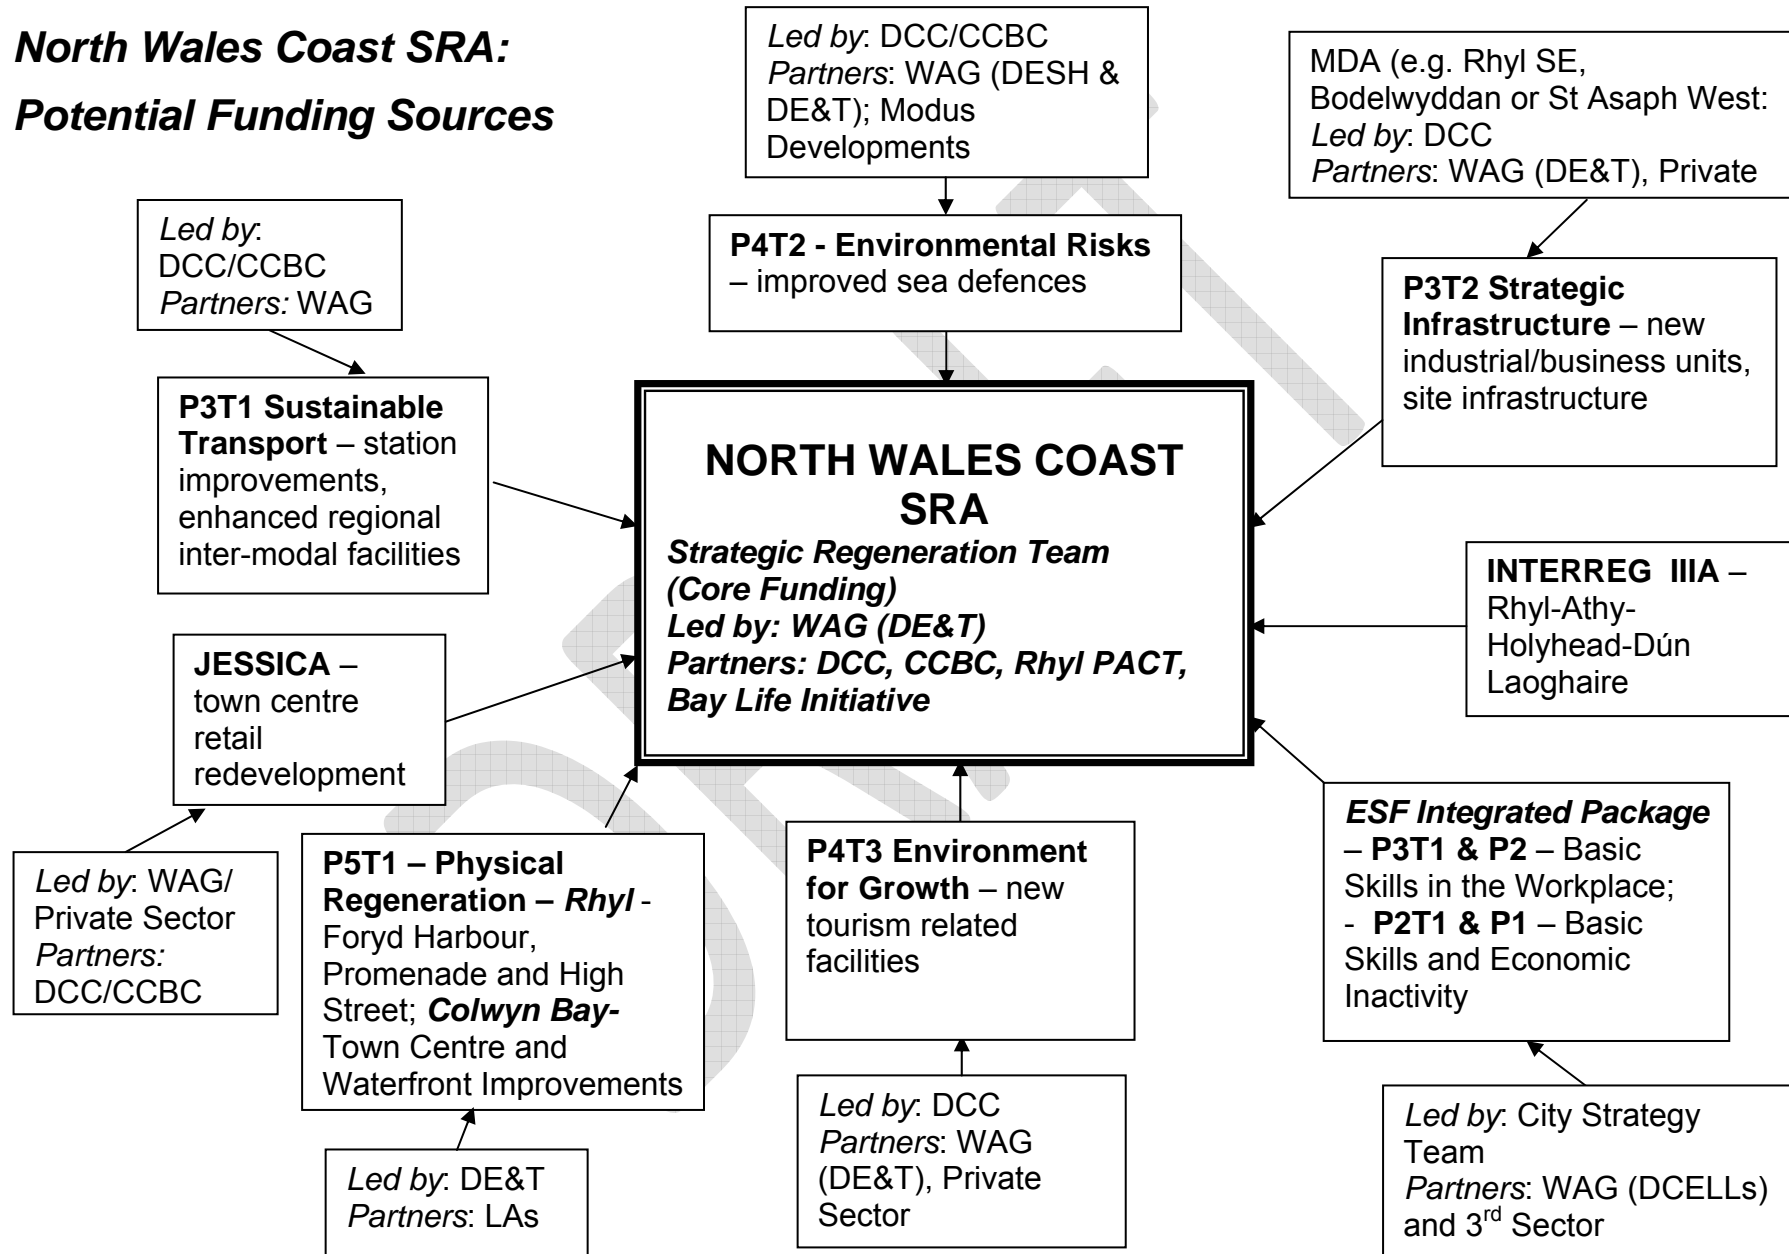 North Wales Coast SRA:
Potential Funding Sources
Led by: DCC/CCBC
Partners: WAG (DESH &
DE&T); Modus
Developments
MDA (e.g. Rhyl SE,
Bodelwyddan or St Asaph West:
Led by: DCC
Partners: WAG (DE&T), Private
Led by:
DCC/CCBC
Partners: WAG
P4T2 - Environmental Risks
– improved sea defences
P3T2 Strategic
Infrastructure – new
industrial/business units,
site infrastructure
P3T1 Sustainable
Transport – station
improvements,
enhanced regional
inter-modal facilities
NORTH WALES COAST
SRA
Strategic Regeneration Team
(Core Funding)
Led by: WAG (DE&T)
Partners: DCC, CCBC, Rhyl PACT,
Bay Life Initiative
INTERREG IIIA –
Rhyl-Athy-
Holyhead-Dún
Laoghaire
JESSICA –
town centre
retail
redevelopment
Led by: WAG/
Private Sector
Partners:
DCC/CCBC
P5T1 – Physical
Regeneration – Rhyl -
Foryd Harbour,
Promenade and High
Street; Colwyn Bay-
Town Centre and
Waterfront Improvements
P4T3 Environment
for Growth – new
tourism related
facilities
ESF Integrated Package
– P3T1 & P2 – Basic
Skills in the Workplace;
- P2T1 & P1 – Basic
Skills and Economic
Inactivity
Led by: DE&T
Partners: LAs
Led by: DCC
Partners: WAG
(DE&T), Private
Sector
Led by: City Strategy
Team
Partners: WAG (DCELLs)
and 3rd Sector
DRAFT